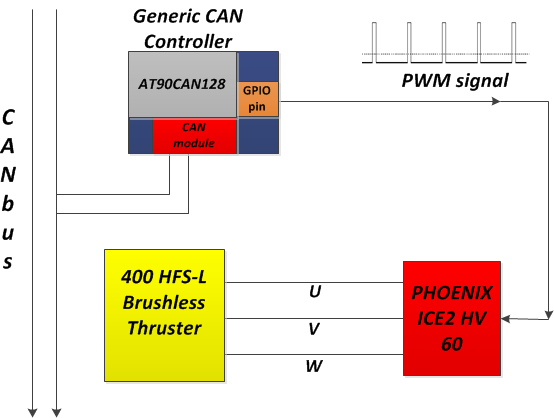 Generic CAN
Controller
AT90CAN128
GPIO
pin
CAN
module
PWM signal
C
A
N
b
u
s
400 HFS-L
Brushless
Thruster
U
V
W
PHOENIX
ICE2 HV
60